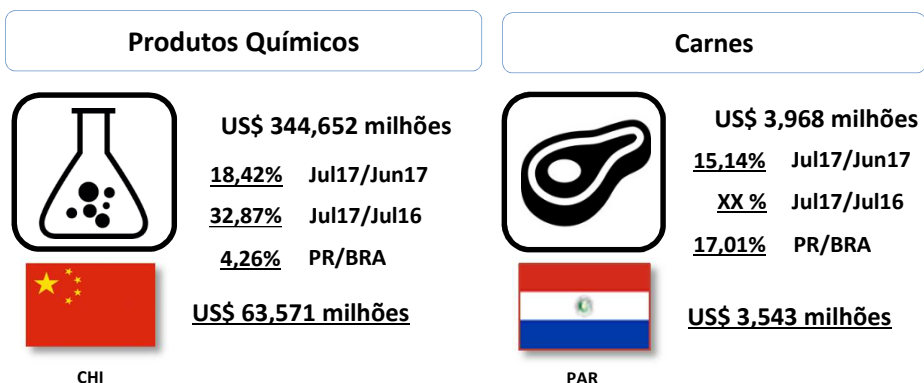 Produtos Químicos
US$ 344,652 milhões
18,42% Jul17/Jun17
32,87% Jul17/Jul16
4,26% PR/BRA
US$ 63,571 milhões
CHI
Carnes
US$ 3,968 milhões
15,14% Jul17/Jun17
XX % Jul17/Jul16
17,01% PR/BRA
US$ 3,543 milhões
PAR